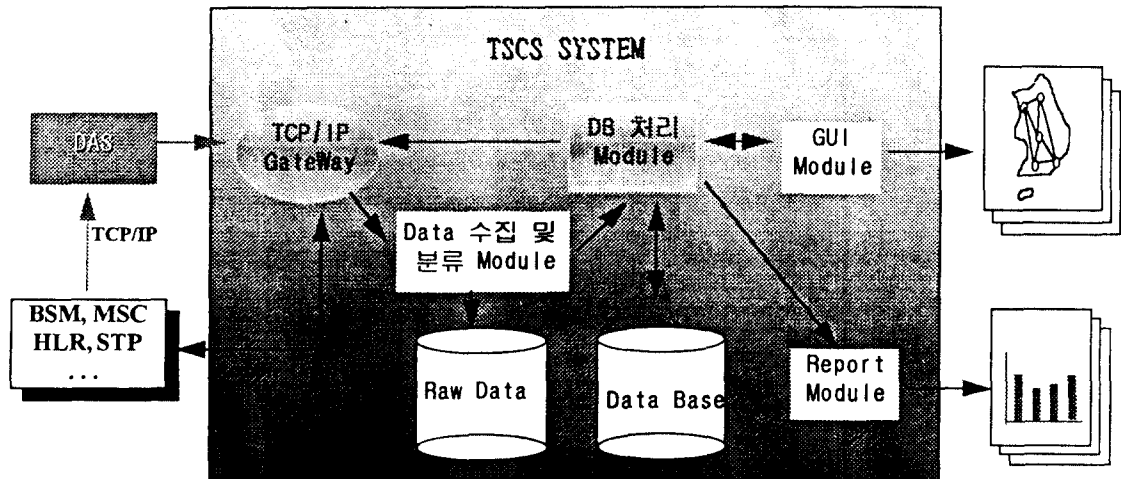 TSCS SYSTEM
DAS
TCP/IP
GateWay
DB 처리
Module
GUI
Module
TCP/IP
Data 수집 및
분류 Module
BSM, MSC
HLR, STP
...
Raw Data
Data Base
Report
Module